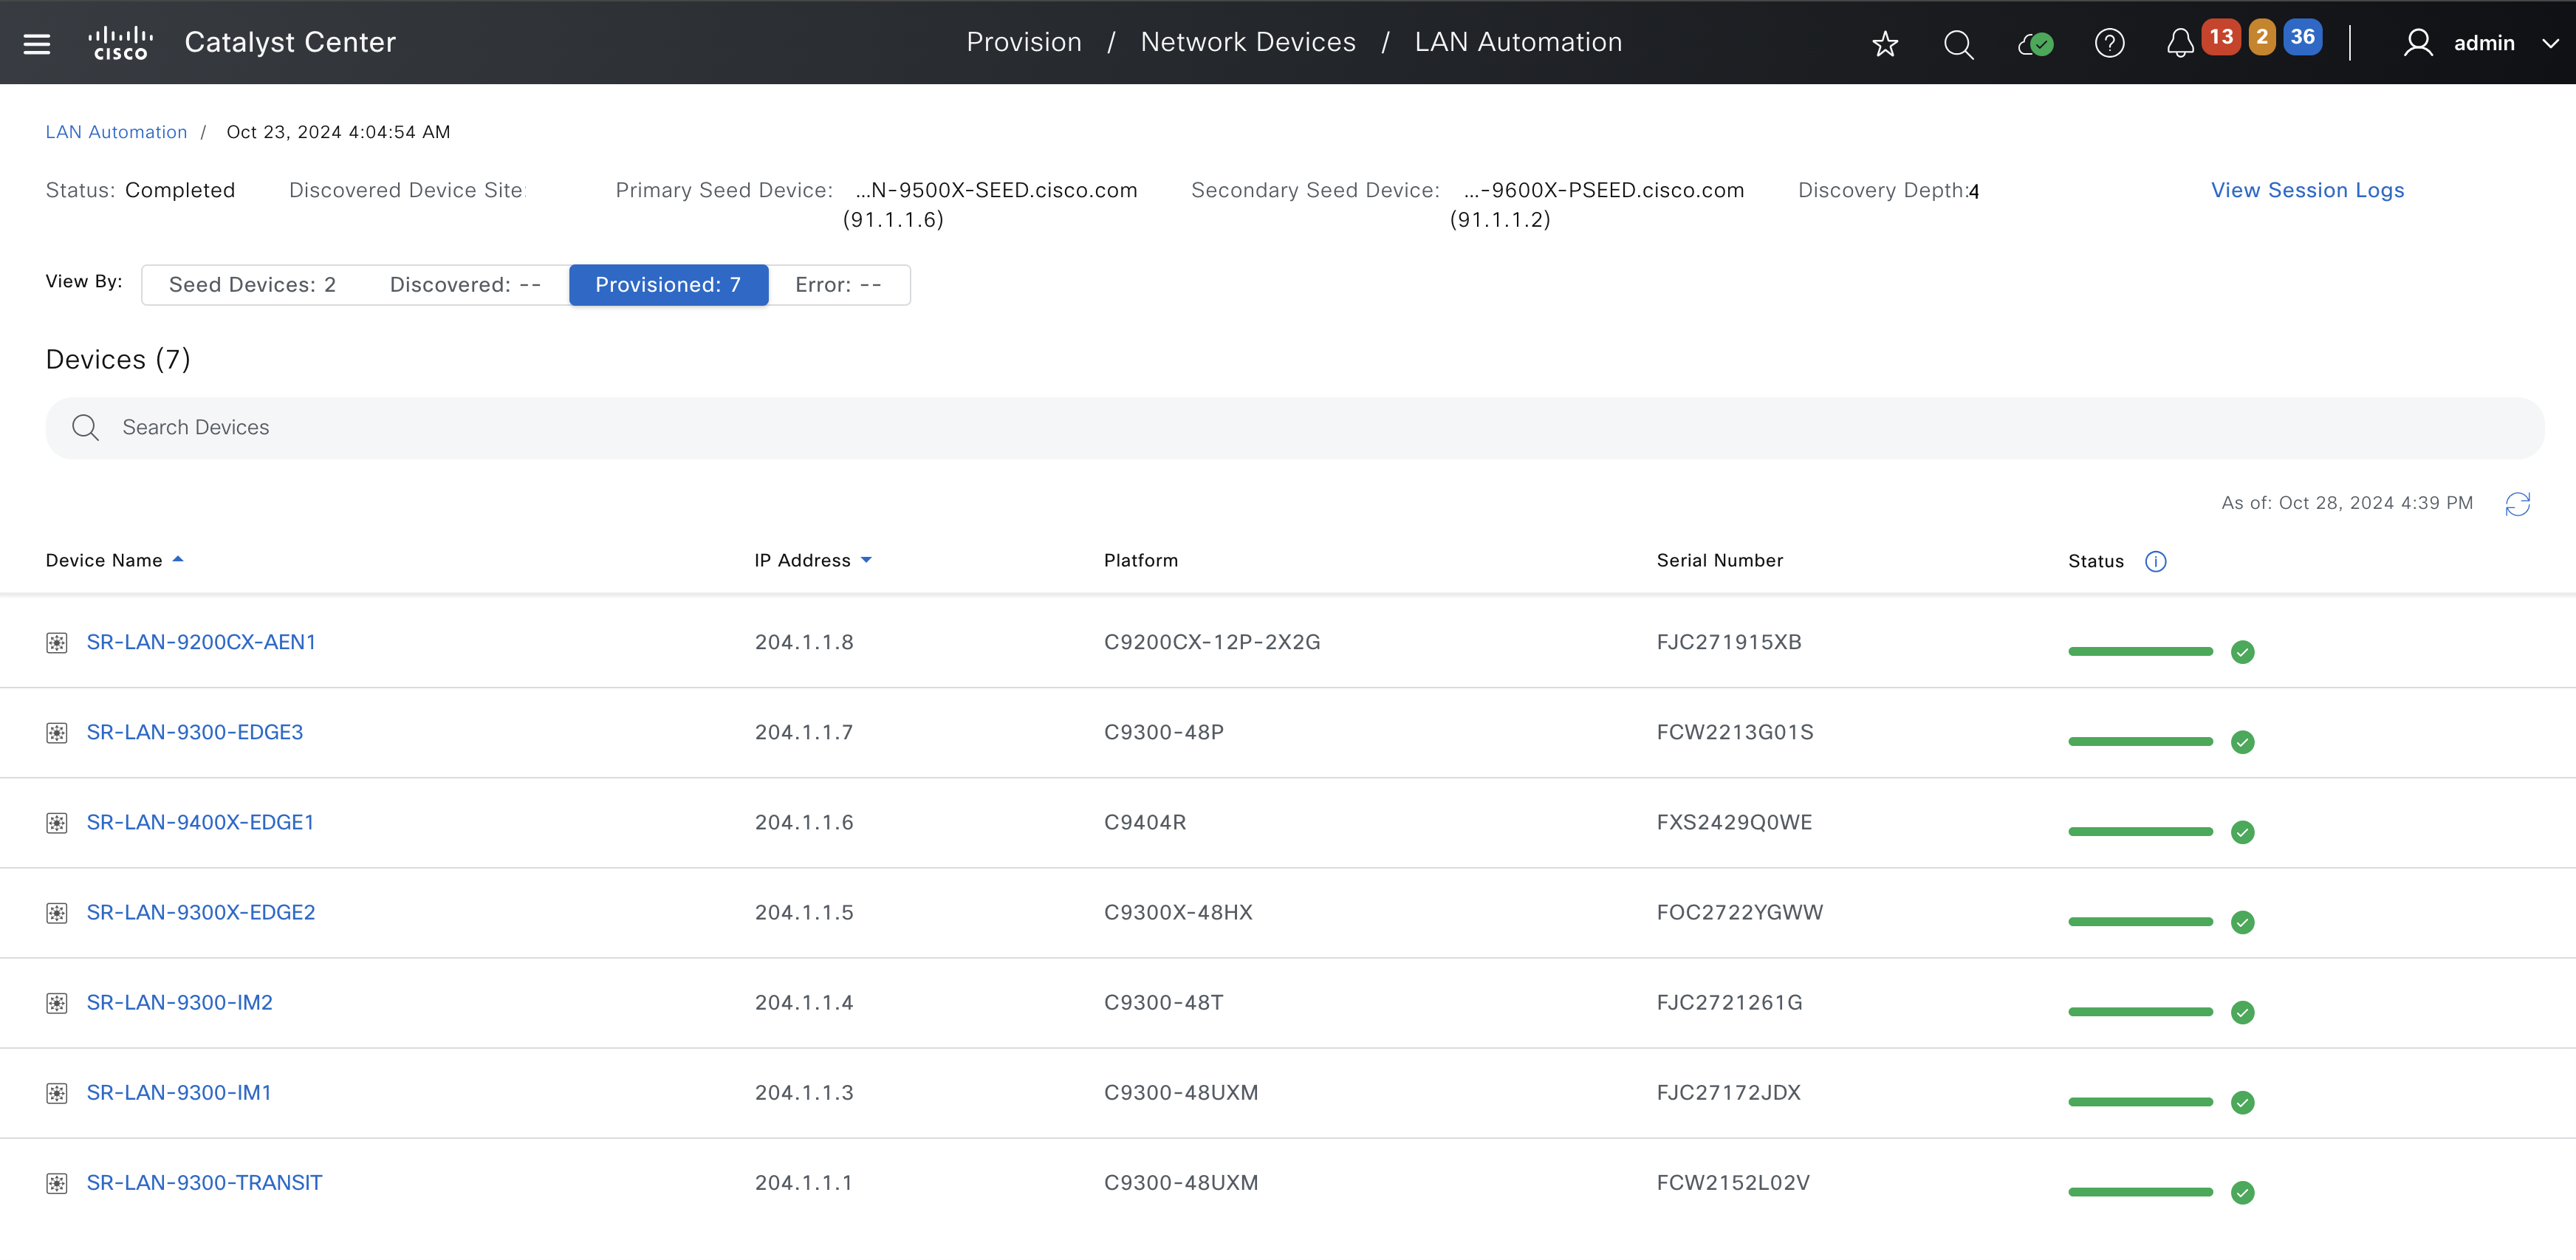 cisco Catalyst Center Provision / Network Devices / LAN Automation 13 2 36 admin
LAN Automation / Oct 23, 2024 4:04:54 AM
Status: Completed Discovered Device Site: Primary Seed Device: ...N-9500X-SEED.cisco.com Secondary Seed Device: ...-9600X-PSEED.cisco.com Discovery Depth:4 View Session Logs
(91.1.1.6) (91.1.1.2)
View By: Seed Devices: 2 Discovered: -- Provisioned: 7 Error: --
Devices (7)
Search Devices
As of: Oct 28, 2024 4:39 PM
Device Name IP Address Platform Serial Number Status
SR-LAN-9200CX-AEN1 204.1.1.8 C9200CX-12P-2X2G FJC271915XB
SR-LAN-9300-EDGE3 204.1.1.7 C9300-48P FCW2213G01S
SR-LAN-9400X-EDGE1 204.1.1.6 C9404R FXS2429Q0WE
SR-LAN-9300X-EDGE2 204.1.1.5 C9300X-48HX FOC2722YGWW
SR-LAN-9300-IM2 204.1.1.4 C9300-48T FJC2721261G
SR-LAN-9300-IM1 204.1.1.3 C9300-48UXM FJC27172JDX
SR-LAN-9300-TRANSIT 204.1.1.1 C9300-48UXM FCW2152L02V